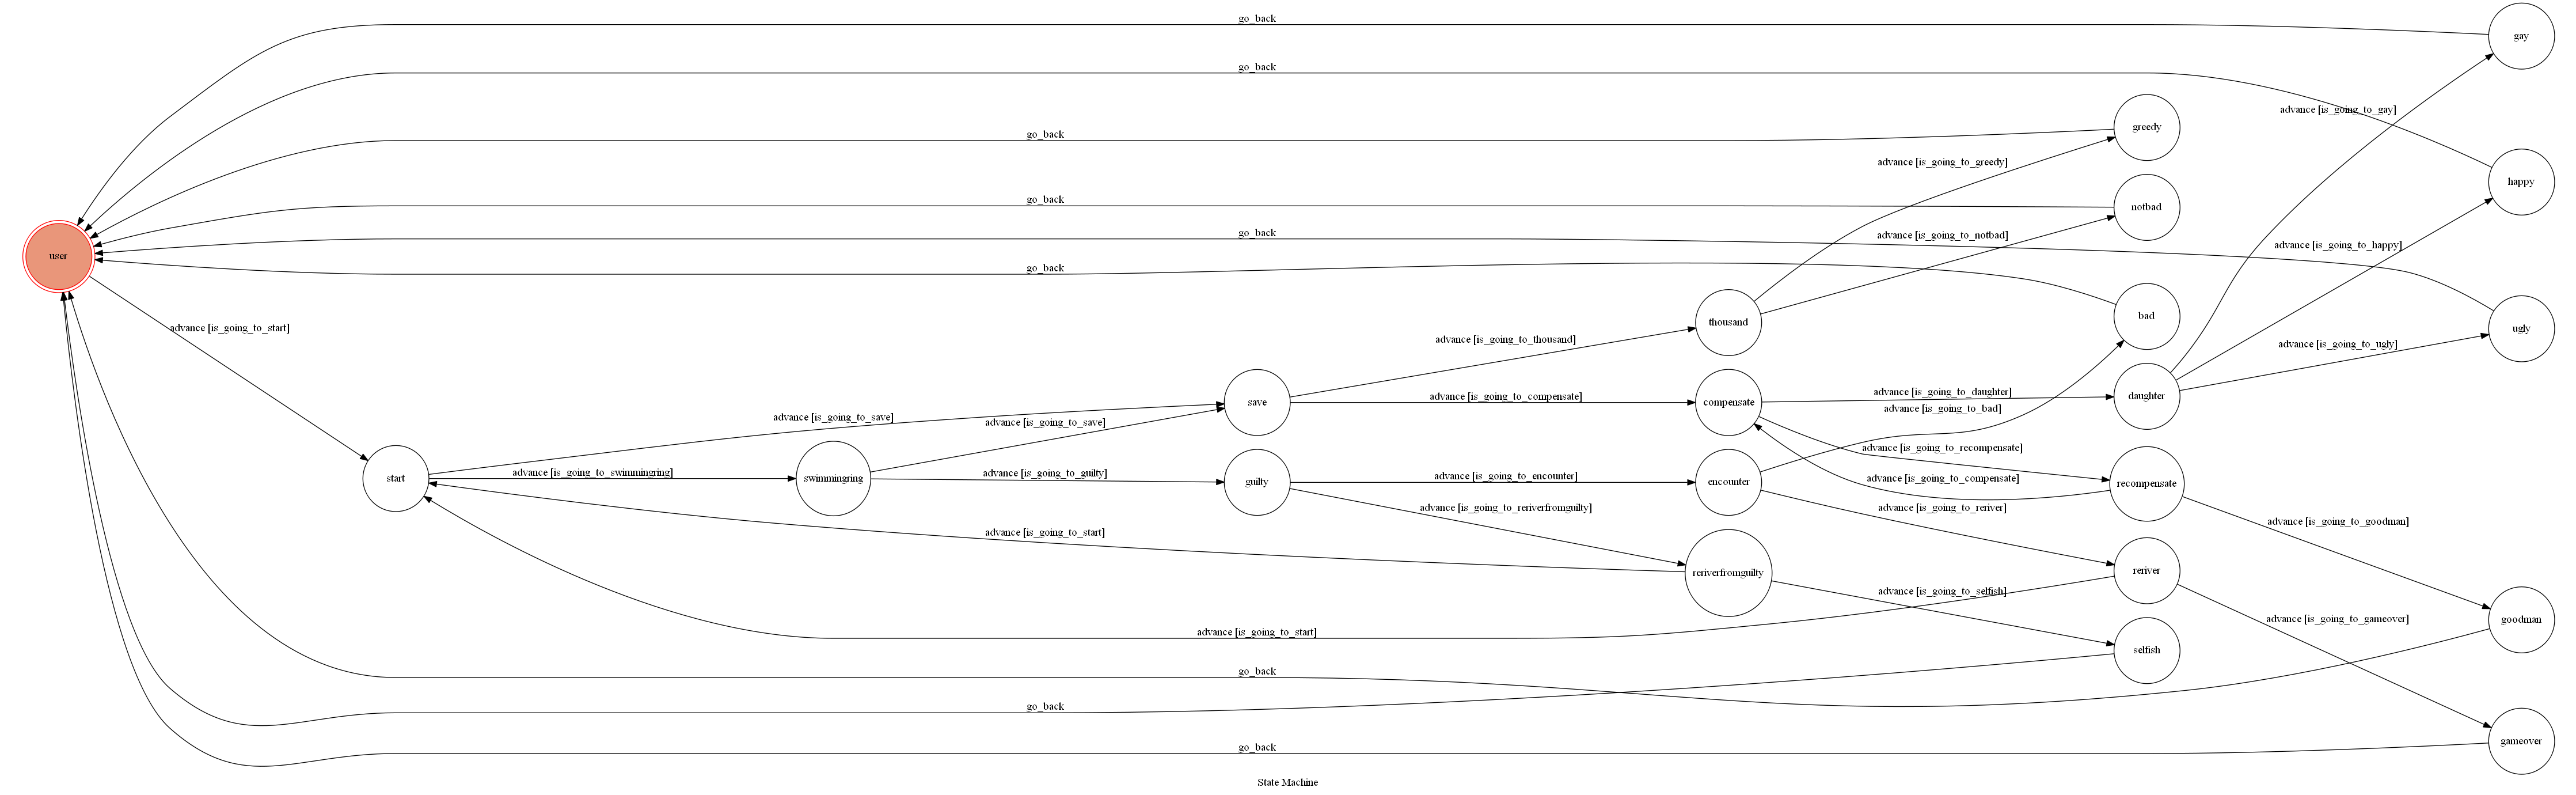 go_back
gay
go_back
advance [is_going_to_gay]
go_back
greedy
advance [is_going_to_greedy]
happy
go_back
notbad
go_back
advance [is_going_to_notbad]
advance [is_going_to_happy]
user
go_back
bad
advance [is_going_to_start]
thousand
ugly
advance [is_going_to_thousand]
advance [is_going_to_ugly]
save
advance [is_going_to_compensate]
compensate
advance [is_going_to_daughter]
daughter
advance [is_going_to_bad]
advance [is_going_to_save]
advance [is_going_to_save]
advance [is_going_to_recompensate]
start
advance [is_going_to_swimmingring]
swimmingring
advance [is_going_to_guilty]
guilty
advance [is_going_to_encounter]
encounter
advance [is_going_to_compensate]
recompensate
advance [is_going_to_reriverfromguilty]
advance [is_going_to_reriver]
advance [is_going_to_goodman]
advance [is_going_to_start]
reriverfromguilty
reriver
advance [is_going_to_selfish]
advance [is_going_to_start]
advance [is_going_to_gameover]
goodman
selfish
go_back
go_back
go_back
gameover
State Machine